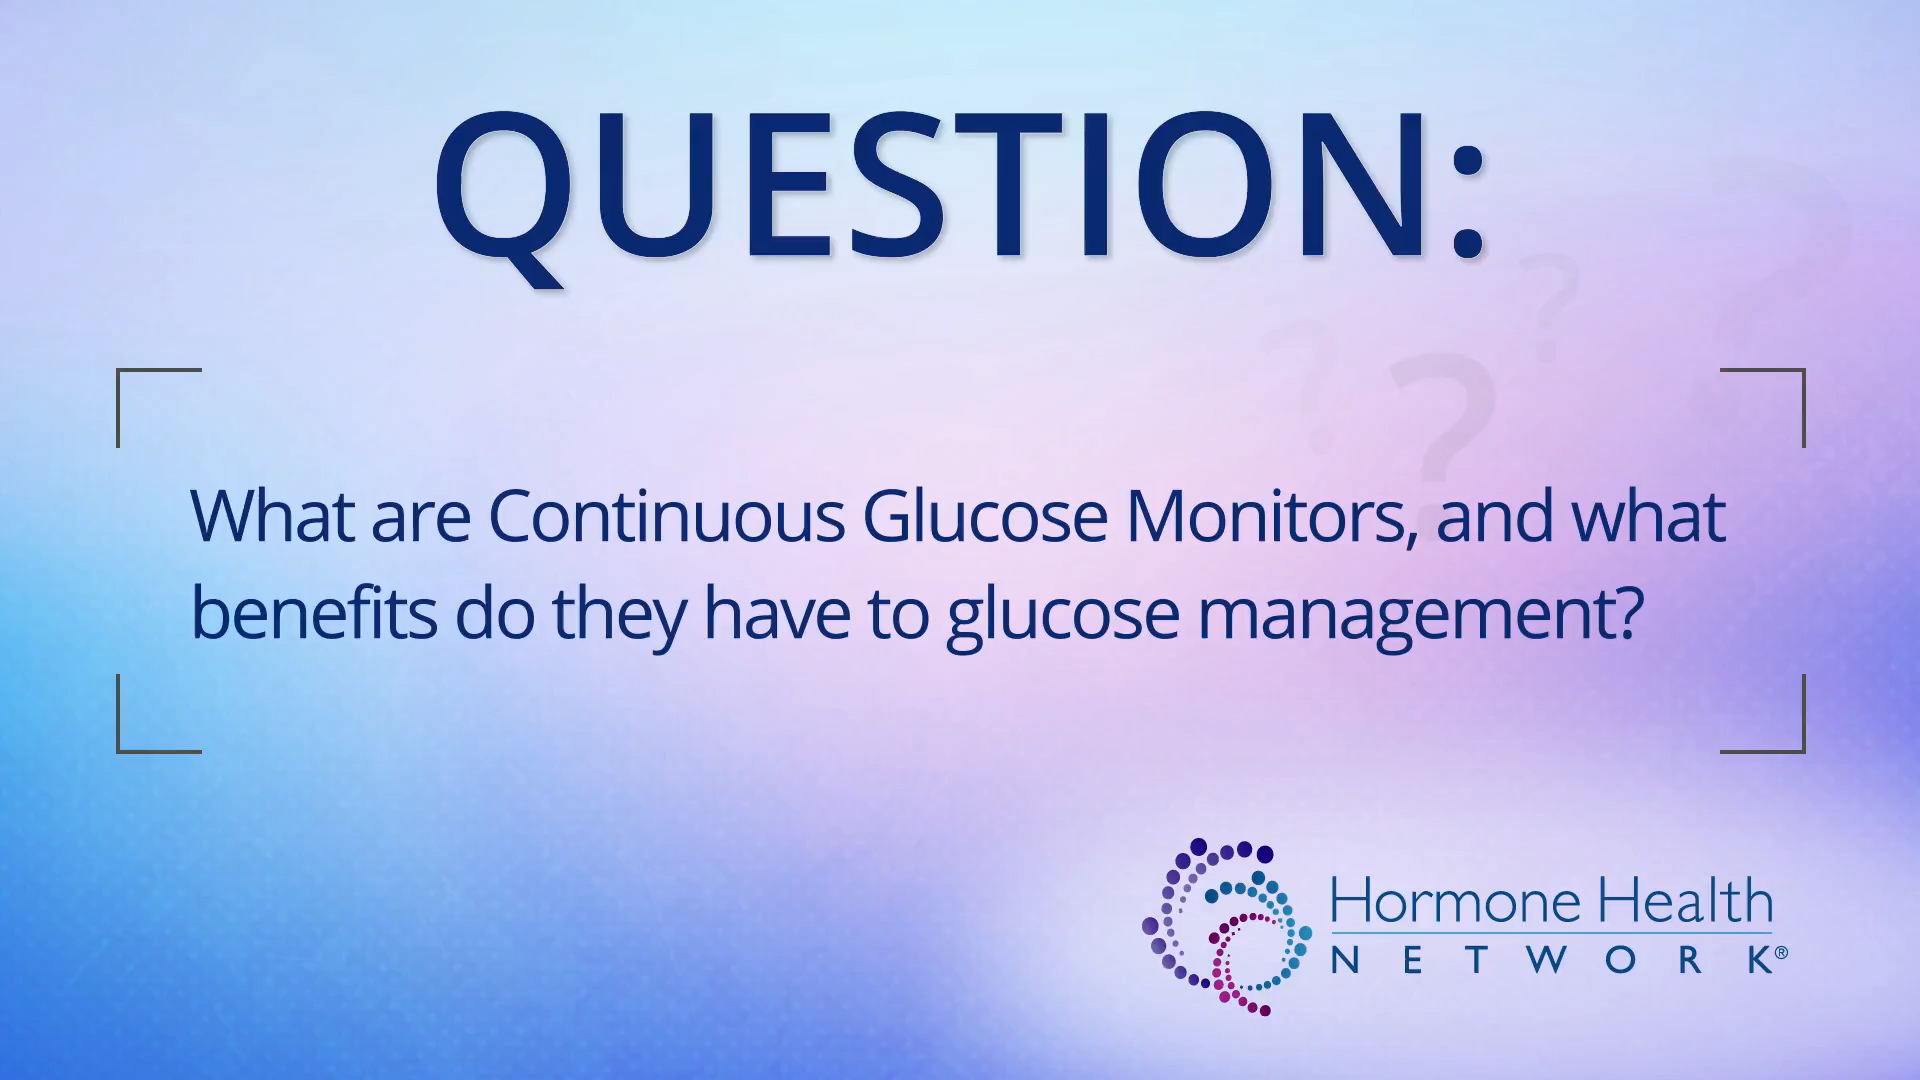 QUESTION:
What are Continuous Glucose Monitors, and what
benefits do they have to glucose management?
Hormone Health
NETWORK®